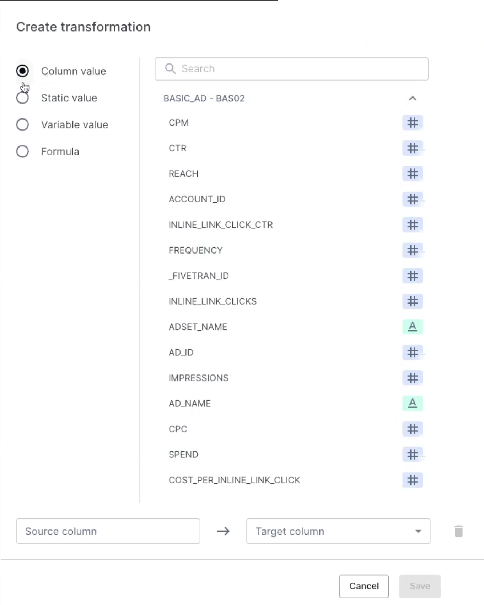 Create transformation
Column value
Static value
Variable value
Formula
Search
BASIC_AD - BAS02
CPM
CTR
REACH
ACCOUNT_ID
INLINE_LINK_CLICK_CTR
FREQUENCY
_FIVETRAN_ID
INLINE_LINK_CLICKS
ADSET_NAME
A
AD_ID
IMPRESSIONS
AD_NAME
A
CPC
SPEND
COST_PER_INLINE_LINK_CLICK
Source column → Target column
Cancel Save